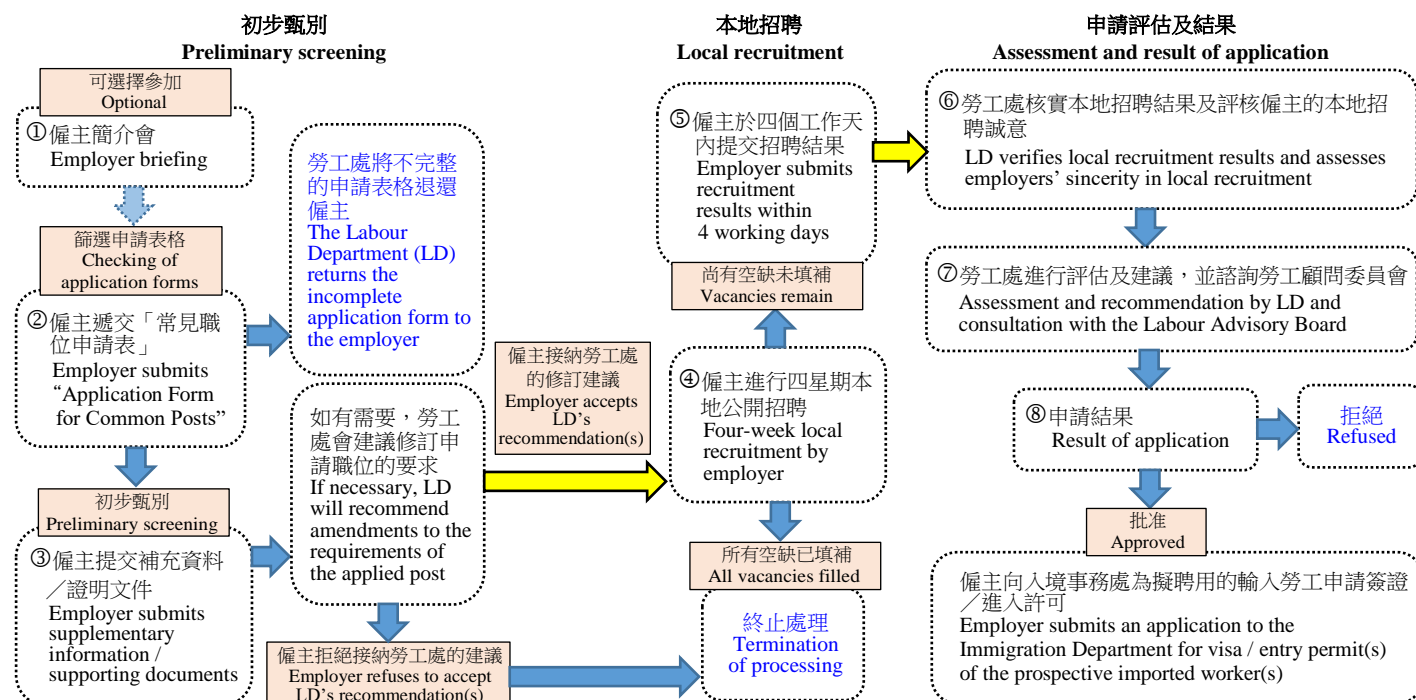 初步甄別
Preliminary screening
可選擇參加
Optional
①僱主簡介會
Employer briefing
篩選申請表格
Checking of
application forms
②僱主遞交「常見職
位申請表」
Employer submits
“Application Form
for Common Posts”
初步甄別
Preliminary screening
③僱主提交補充資料
／證明文件
Employer submits
supplementary
information /
supporting documents
勞工處將不完整
的申請表格退還
僱主
The Labour
Department (LD)
returns the
incomplete
application form to
the employer
如有需要，勞工
處會建議修訂申
請職位的要求
If necessary, LD
will recommend
amendments to the
requirements of
the applied post
僱主接納勞工處
的修訂建議
Employer accepts
LD’s
recommendation(s)
僱主拒絕接納勞工處的建議
Employer refuses to accept
LD’s recommendation(s)
本地招聘
Local recruitment
⑤僱主於四個工作天
內提交招聘結果
Employer submits
recruitment
results within
4 working days
尚有空缺未填補
Vacancies remain
④僱主進行四星期本
地公開招聘
Four-week local
recruitment by
employer
所有空缺已填補
All vacancies filled
終止處理
Termination
of processing
申請評估及結果
Assessment and result of application
⑥勞工處核實本地招聘結果及評核僱主的本地招
聘誠意
LD verifies local recruitment results and assesses
employers’ sincerity in local recruitment
⑦勞工處進行評估及建議，並諮詢勞工顧問委員會
Assessment and recommendation by LD and
consultation with the Labour Advisory Board
⑧申請結果
Result of application
拒絕
Refused
批准
Approved
僱主向入境事務處為擬聘用的輸入勞工申請簽證
／進入許可
Employer submits an application to the
Immigration Department for visa / entry permit(s)
of the prospective imported worker(s)